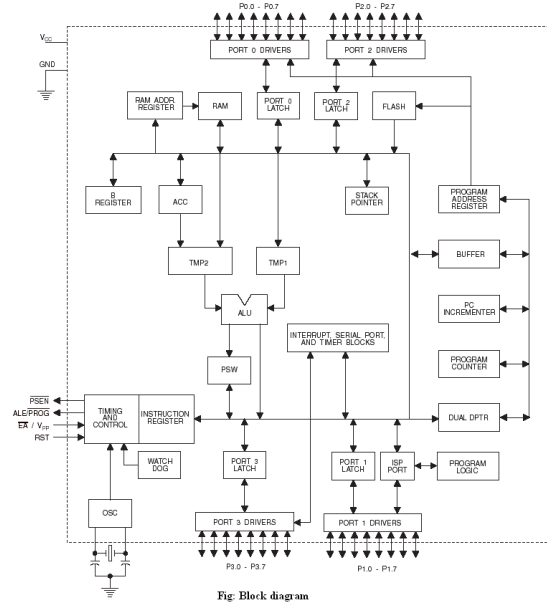 P0.0 - P0.7
P2.0 - P2.7
VCC
GND
PORT 0 DRIVERS
PORT 2 DRIVERS
RAM ADDR.
REGISTER
RAM
PORT 0
LATCH
PORT 2
LATCH
FLASH
B
REGISTER
ACC
STACK
POINTER
PROGRAM
ADDRESS
REGISTER
TMP2
TMP1
BUFFER
ALU
PC
INCREMENTER
INTERRUPT, SERIAL PORT,
AND TIMER BLOCKS
PSW
PROGRAM
COUNTER
PSEN
ALE/PROG
EA / VPP
RST
TIMING
AND
CONTROL
INSTRUCTION
REGISTER
DUAL DPTR
WATCH
DOG
PORT 3
LATCH
PORT 1
LATCH
ISP
PORT
PROGRAM
LOGIC
OSC
PORT 3 DRIVERS
PORT 1 DRIVERS
P3.0 - P3.7
P1.0 - P1.7
Fig: Block diagram